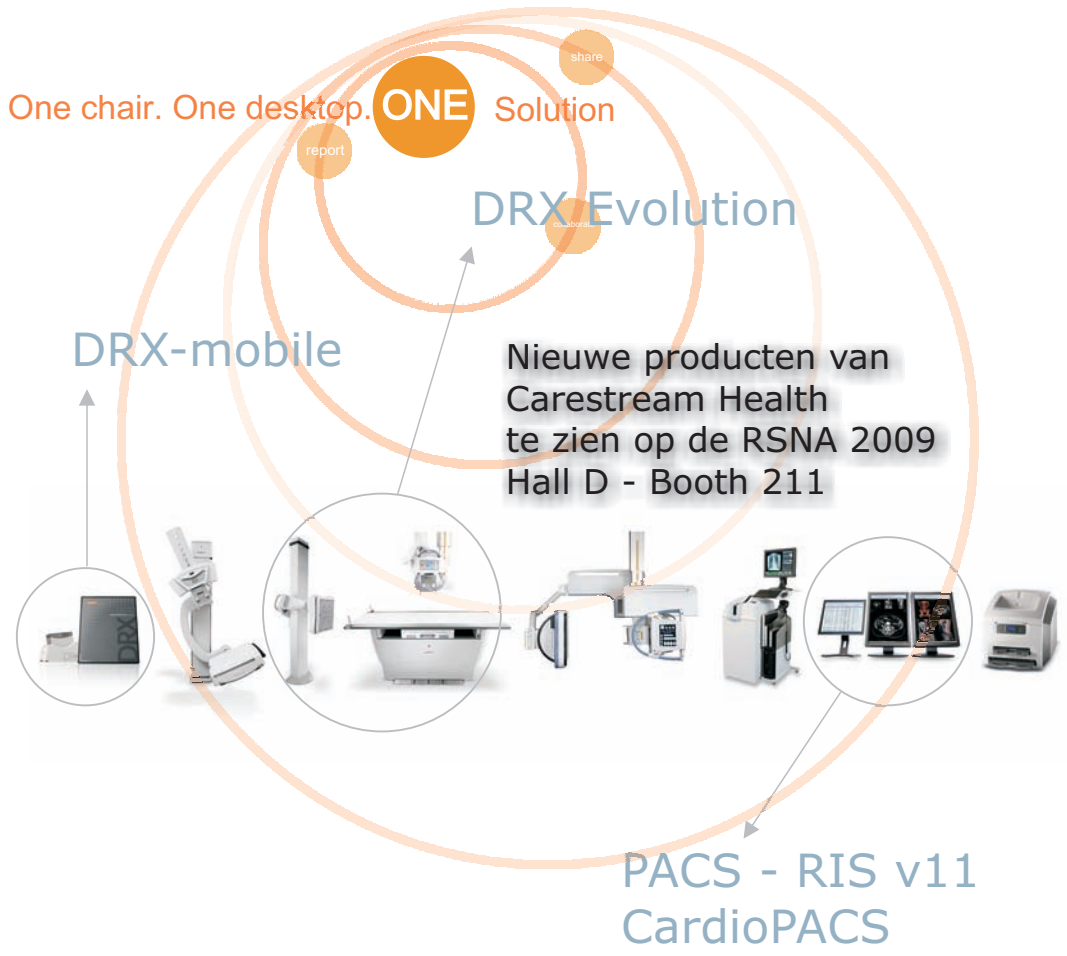 share
One chair. One desktop. ONE Solution
report
DRX Evolution
DRX-mobile
Nieuwe producten van
Carestream Health
te zien op de RSNA 2009
Hall D - Booth 211
DRX
PACS - RIS v11
CardioPACS